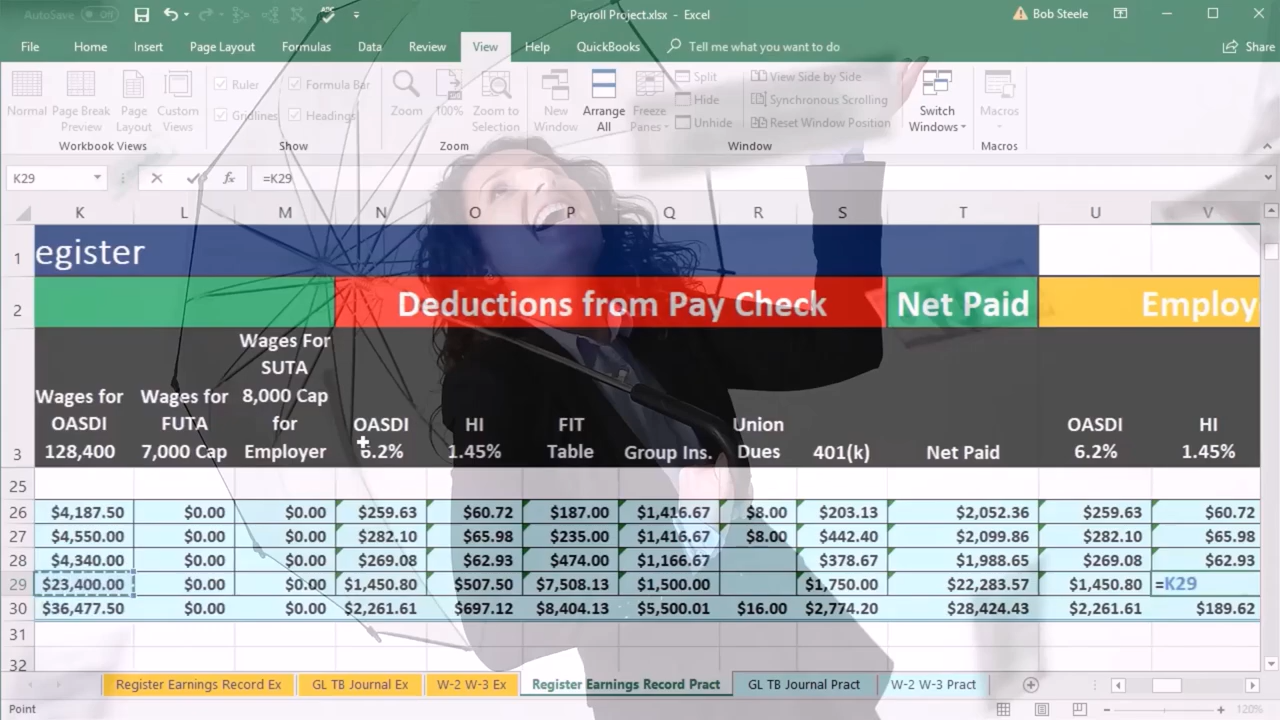 AutoSave Off Payroll Project.xlsx - Excel Bob Steele
File Home Insert Page Layout Formulas Data Review View Help QuickBooks Tell me what you want to do Share
Normal Page Break Preview Page Layout Custom Views
Ruler Formula Bar
Gridlines Headings
Zoom 100% Zoom to Selection
New Window Arrange All Freeze Panes
Split
Hide
Unhide
View Side by Side
Synchronous Scrolling
Reset Window Position
Switch Windows Macros
Workbook Views Show Zoom Window Macros
K29 fx =K29
K L M N O P Q R S T U V
1 egister
2 Deductions from Pay Check Net Paid Employ
3 Wages for OASDI 128,400 Wages for FUTA 7,000 Cap Wages For SUTA 8,000 Cap for Employer OASDI 6.2% HI 1.45% FIT Table Group Ins. Union Dues 401(k) Net Paid OASDI 6.2% HI 1.45%
25
26 $4,187.50 $0.00 $0.00 $259.63 $60.72 $187.00 $1,416.67 $8.00 $203.13 $2,052.36 $259.63 $60.72
27 $4,550.00 $0.00 $0.00 $282.10 $65.98 $235.00 $1,416.67 $8.00 $442.40 $2,099.86 $282.10 $65.98
28 $4,340.00 $0.00 $0.00 $269.08 $62.93 $474.00 $1,166.67 $378.67 $1,988.65 $269.08 $62.93
29 $23,400.00 $0.00 $0.00 $1,450.80 $507.50 $7,508.13 $1,500.00 $1,750.00 $22,283.57 $1,450.80 =K29
30 $36,477.50 $0.00 $0.00 $2,261.61 $697.12 $8,404.13 $5,500.01 $16.00 $2,774.20 $28,424.43 $2,261.61 $189.62
31
32
Register Earnings Record Ex GL TB Journal Ex W-2 W-3 Ex Register Earnings Record Pract GL TB Journal Pract W-2 W-3 Pract
Point 120%